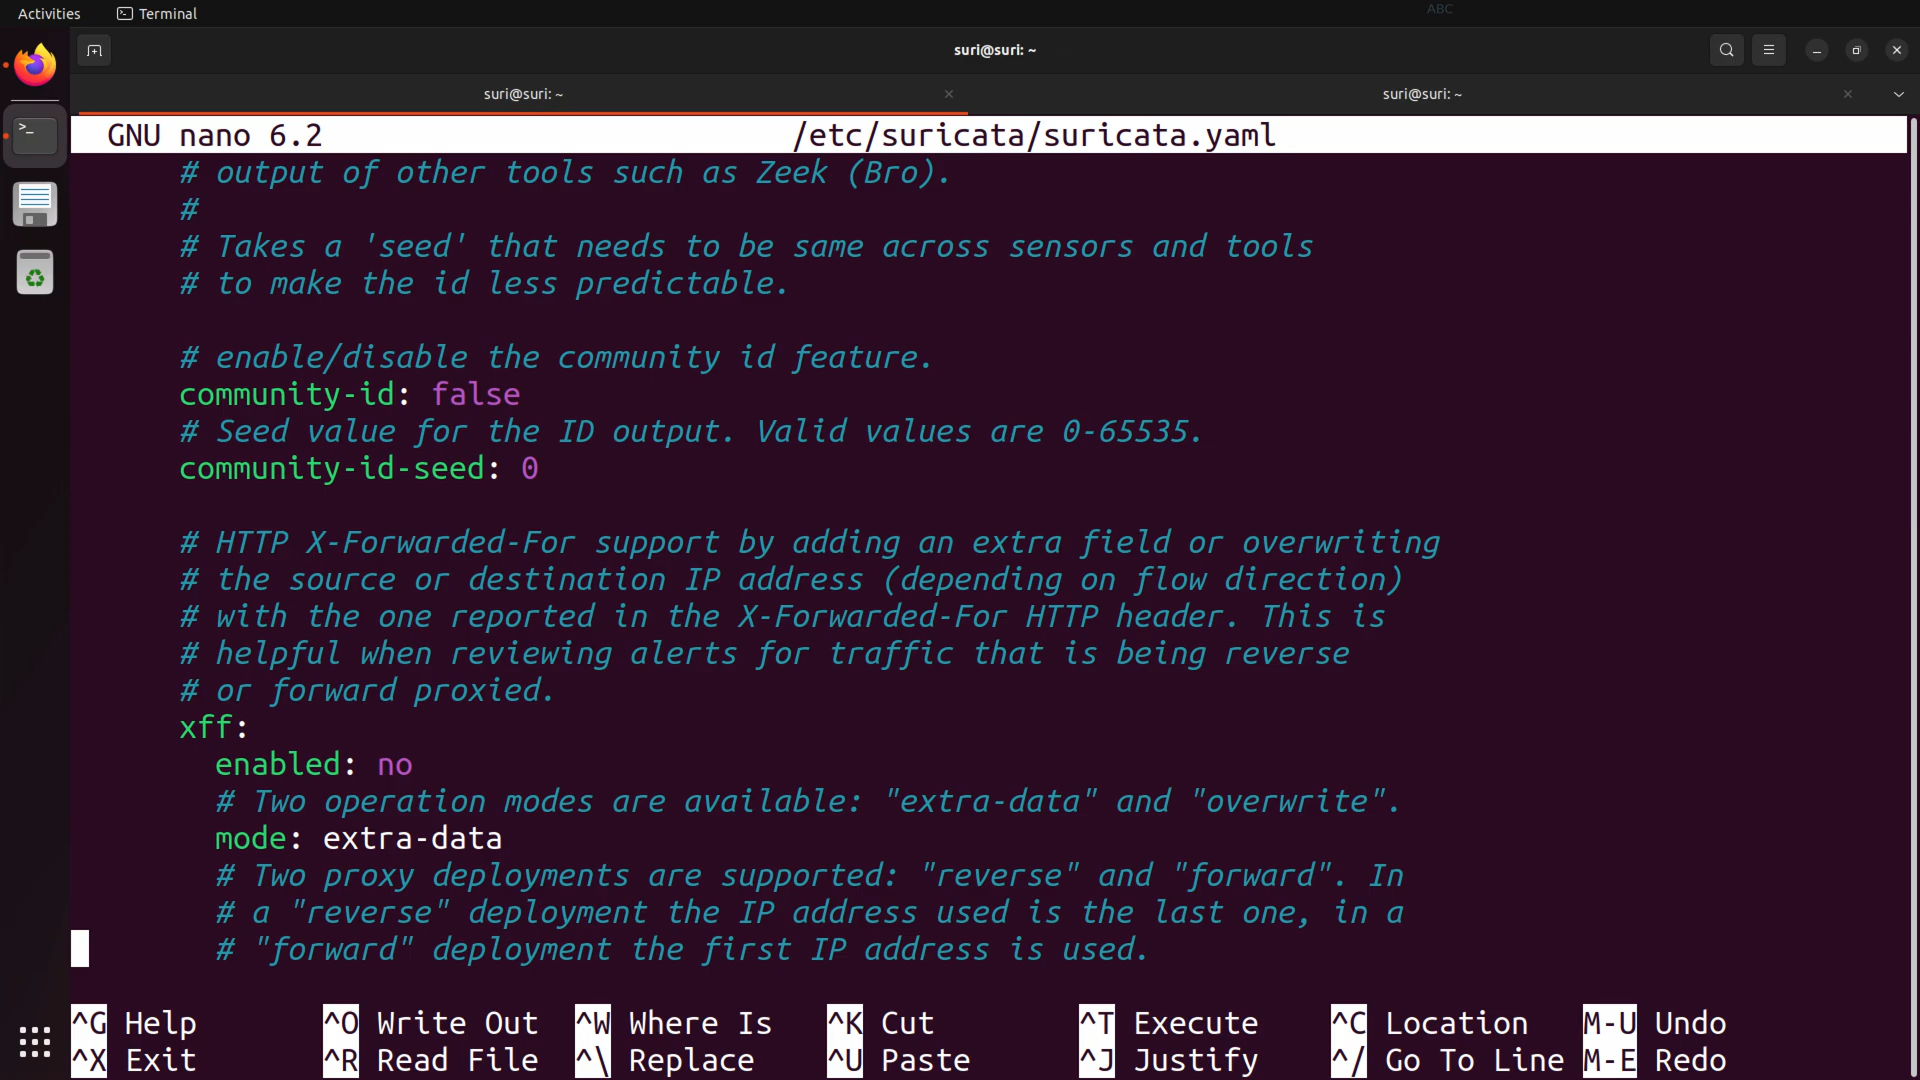 Activities Terminal ABC
suri@suri: ~
suri@suri: ~ suri@suri: ~
GNU nano 6.2 /etc/suricata/suricata.yaml
# output of other tools such as Zeek (Bro).
#
# Takes a 'seed' that needs to be same across sensors and tools
# to make the id less predictable.
# enable/disable the community id feature.
community-id: false
# Seed value for the ID output. Valid values are 0-65535.
community-id-seed: 0
# HTTP X-Forwarded-For support by adding an extra field or overwriting
# the source or destination IP address (depending on flow direction)
# with the one reported in the X-Forwarded-For HTTP header. This is
# helpful when reviewing alerts for traffic that is being reverse
# or forward proxied.
xff:
enabled: no
# Two operation modes are available: "extra-data" and "overwrite".
mode: extra-data
# Two proxy deployments are supported: "reverse" and "forward". In
# a "reverse" deployment the IP address used is the last one, in a
# "forward" deployment the first IP address is used.
^G Help ^O Write Out ^W Where Is ^K Cut ^T Execute ^C Location M-U Undo
^X Exit ^R Read File ^\ Replace ^U Paste ^J Justify ^/ Go To Line M-E Redo